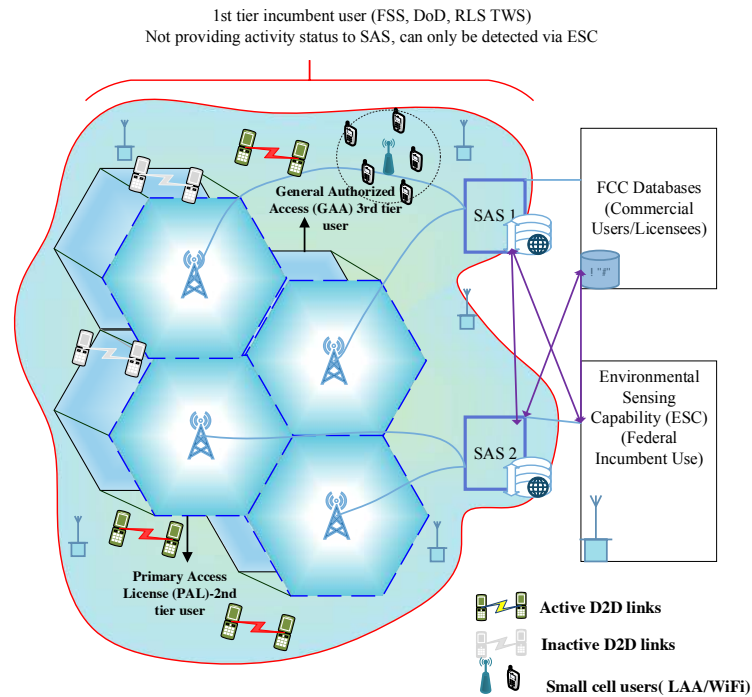 1st tier incumbent user (FSS, DoD, RLS TWS)
Not providing activity status to SAS, can only be detected via ESC
General Authorized
Access (GAA) 3rd tier
user
SAS 1
FCC Databases
(Commercial
Users/Licensees)
! "#"
Environmental
Sensing
Capability (ESC)
(Federal
Incumbent Use)
SAS 2
Primary Access
License (PAL)-2nd
tier user
Active D2D links
Inactive D2D links
Small cell users( LAA/WiFi)